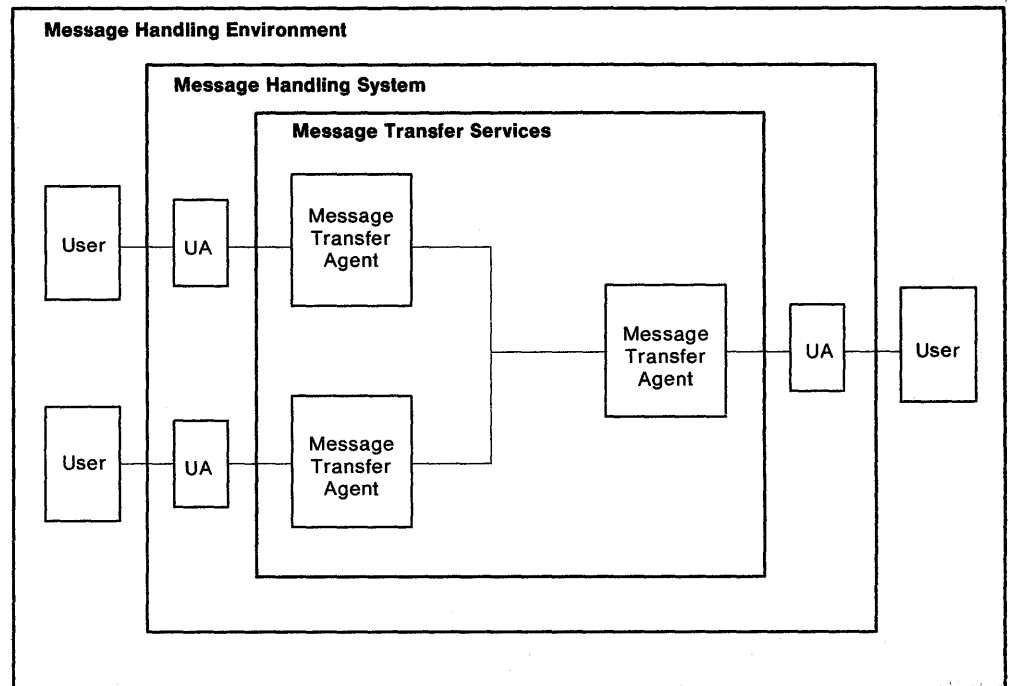 Message Handling Environment
Message Handling System
Message Transfer Services
User
UA
Message
Transfer
Agent
Message
Transfer
Agent
UA
User
User
UA
Message
Transfer
Agent